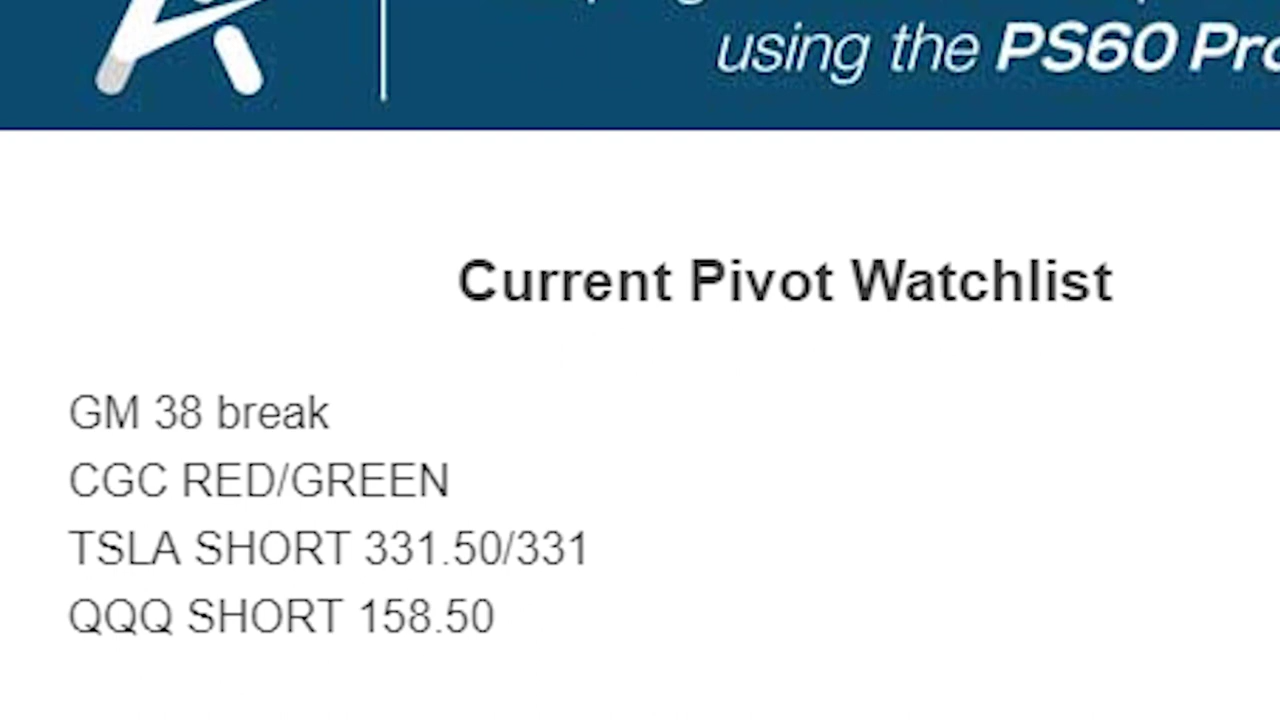 using the PS60
Current Pivot Watchlist
GM 38 break
CGC RED/GREEN
TSLA SHORT 331.50/331
QQQ SHORT 158.50